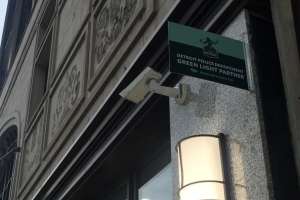 DETROIT POLICE DEPARTMENT
GREEN LIGHT PARTNER